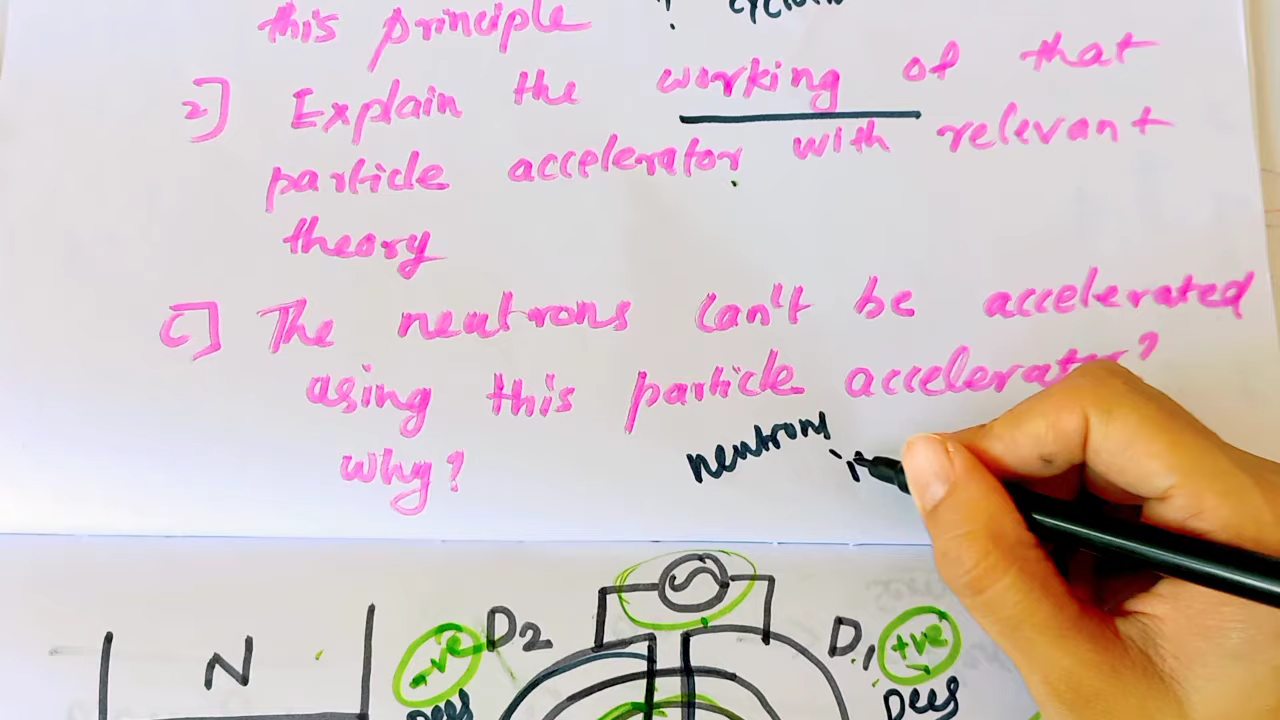 this principle ?
2] Explain the working of that
particle accelerator with relevant
theory
C] The neutrons can't be accelerated
using this particle accelerator?
why?
neutrons
N
-ve D2 D1 +ve
Dees Dees